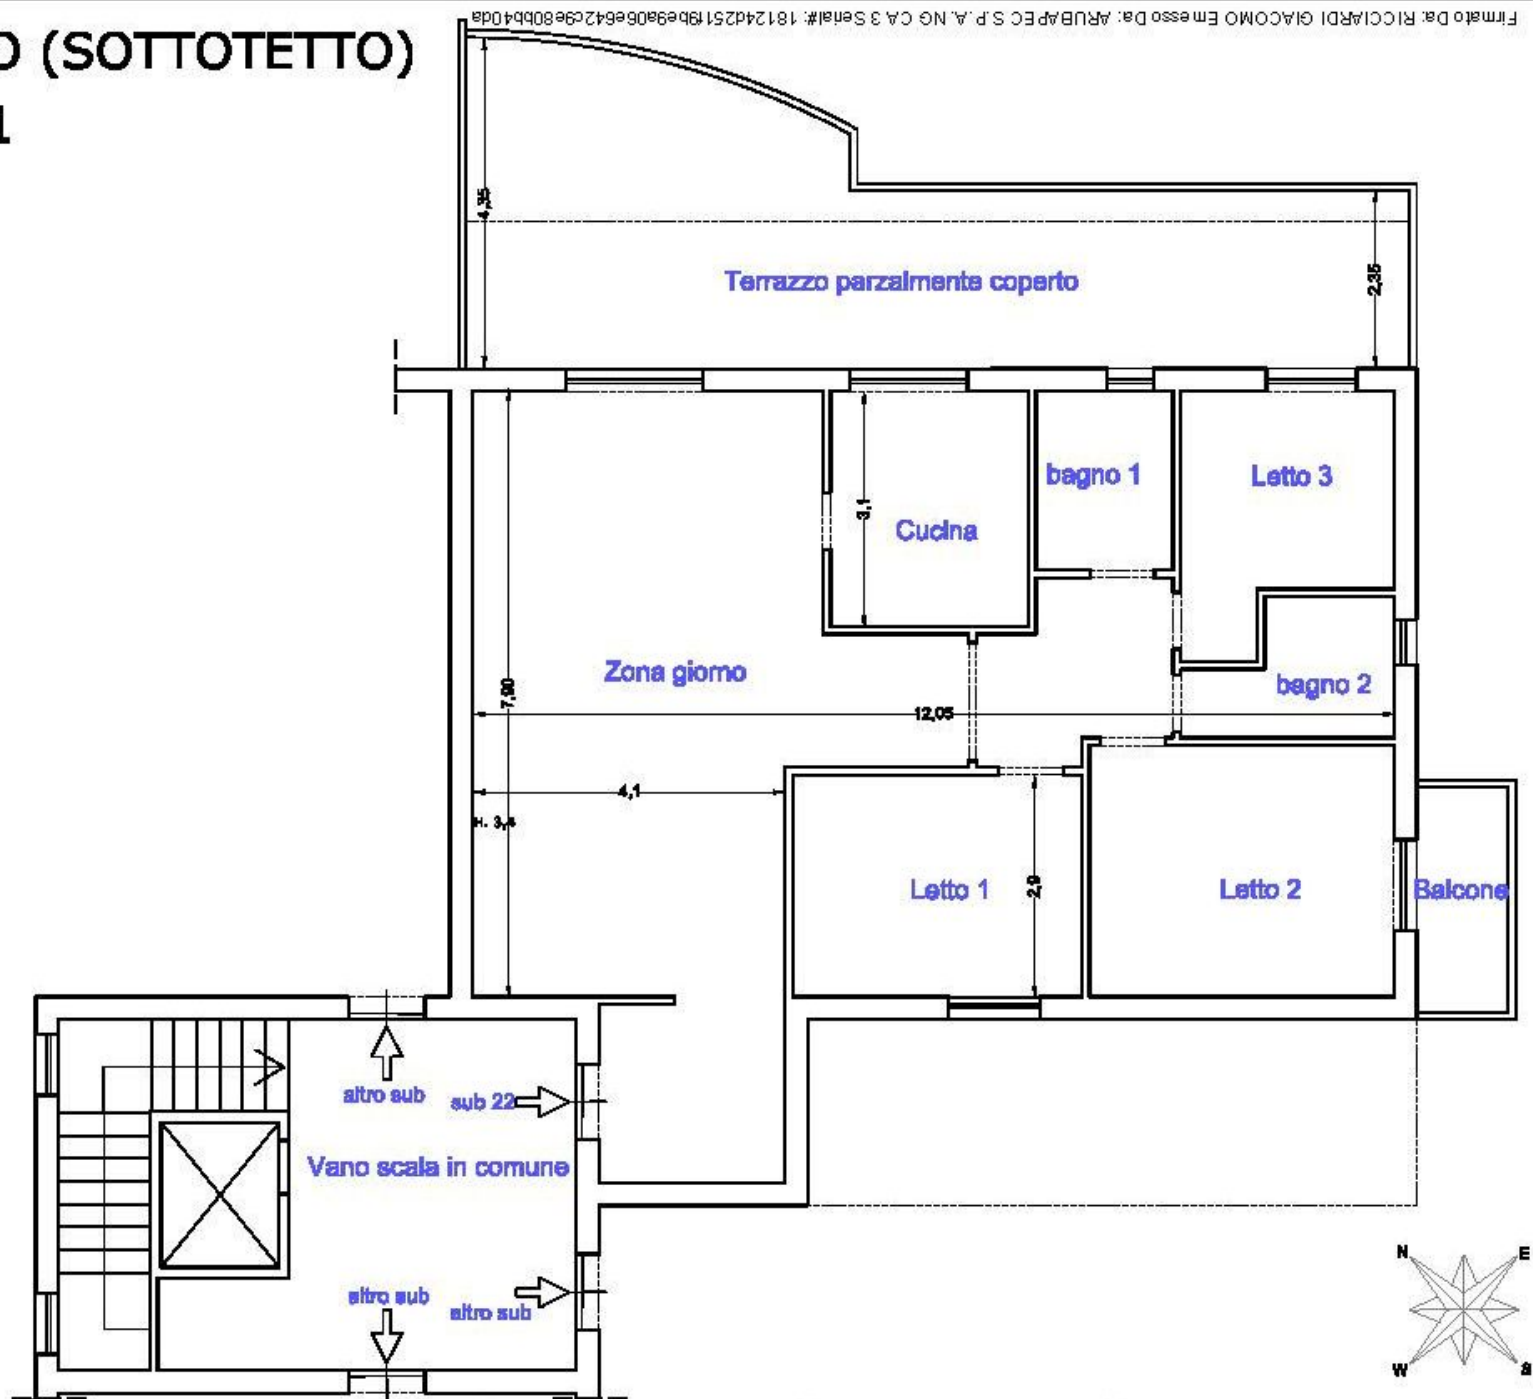 Firmato Da: RICCIARDI GIACOMO Emesso Da: ARUBAPEC S.P.A. NG CA 3 Serial#: 18124d2519fbe9a06e642c9e80bb40da
O (SOTTOTETTO)
1
4,35
Terrazzo parzalmente coperto
2,35
bagno 1
Letto 3
3,1
Cucina
Zona giorno
7,90
bagno 2
12,05
4,1
H. 3,4
Letto 1
2,9
Letto 2
Balcone
altro sub
sub 22
Vano scala in comune
altro sub
altro sub
N
E
W
S